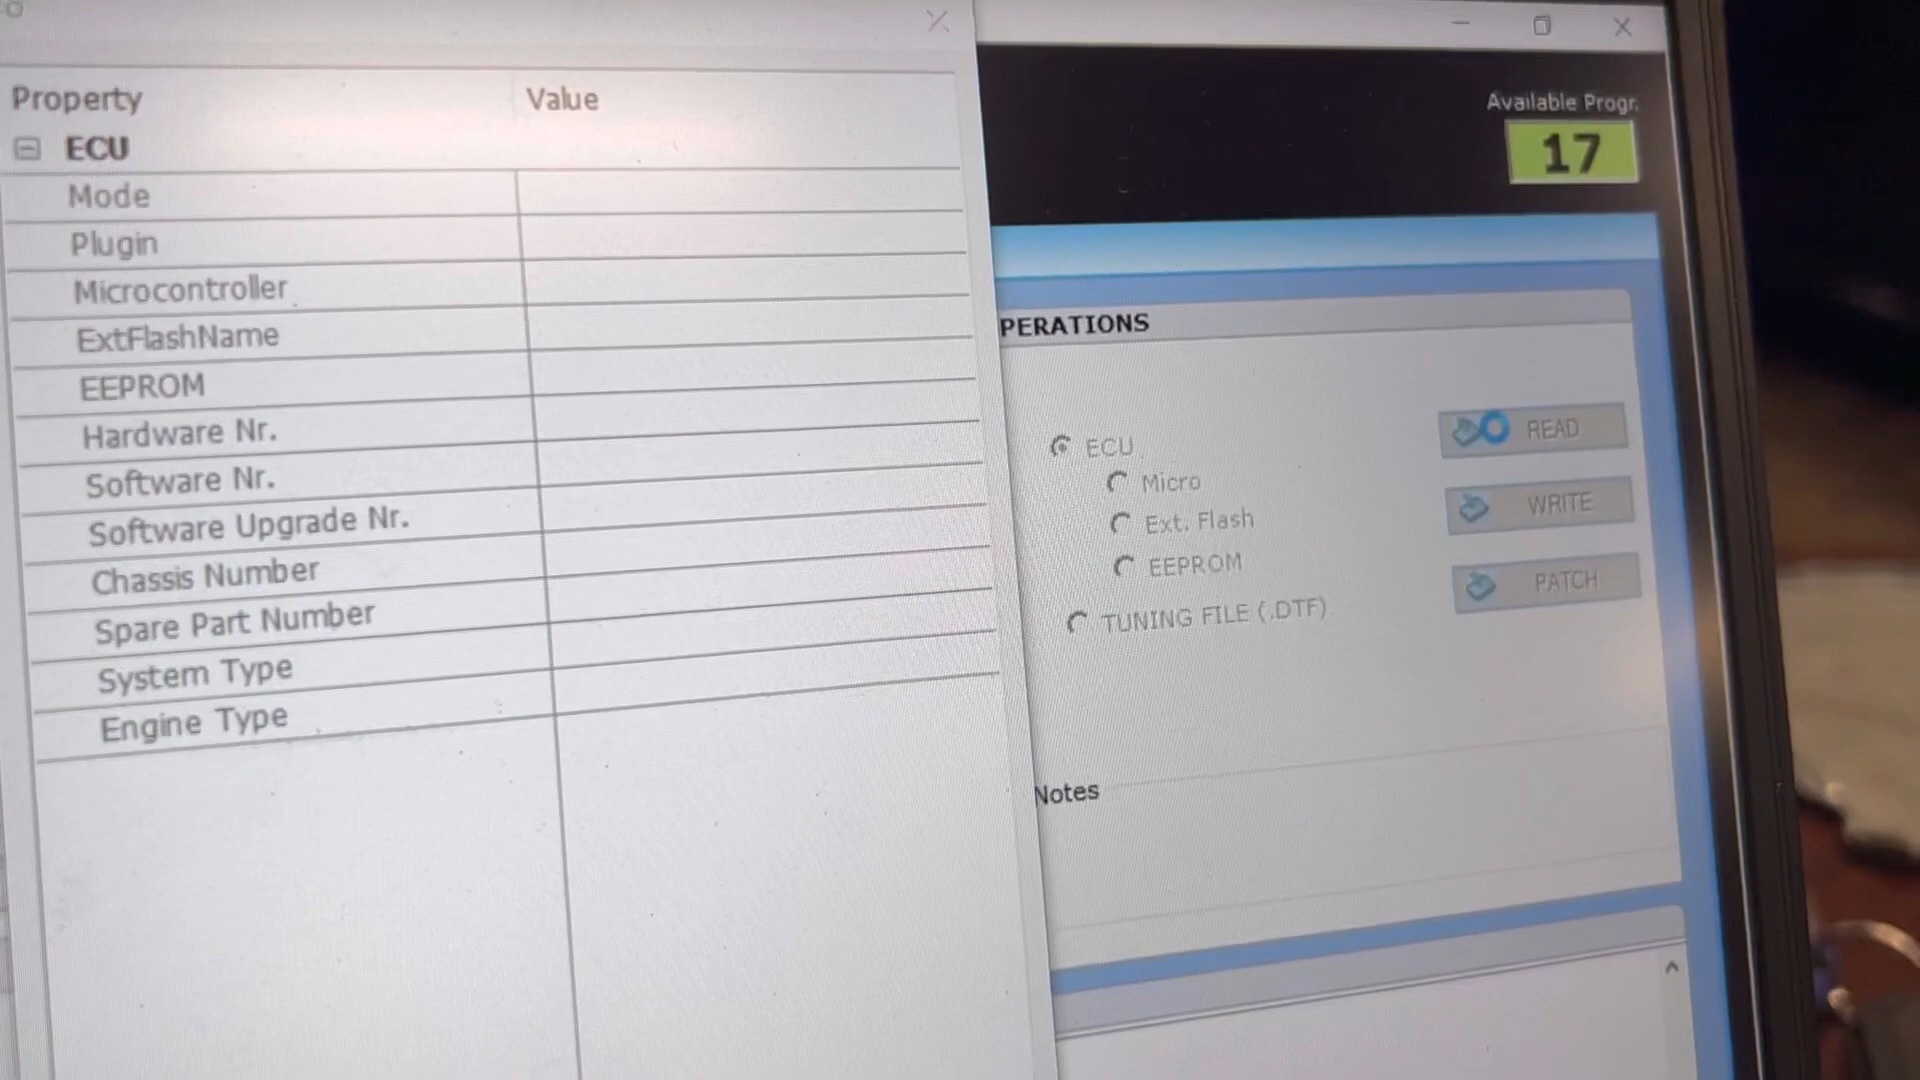 Property Value
ECU
Mode
Plugin
Microcontroller
ExtFlashName
EEPROM
Hardware Nr.
Software Nr.
Software Upgrade Nr.
Chassis Number
Spare Part Number
System Type
Engine Type
Available Progr.
17
PERATIONS
ECU
Micro
Ext. Flash
EEPROM
TUNING FILE (.DTF)
READ
WRITE
PATCH
Notes